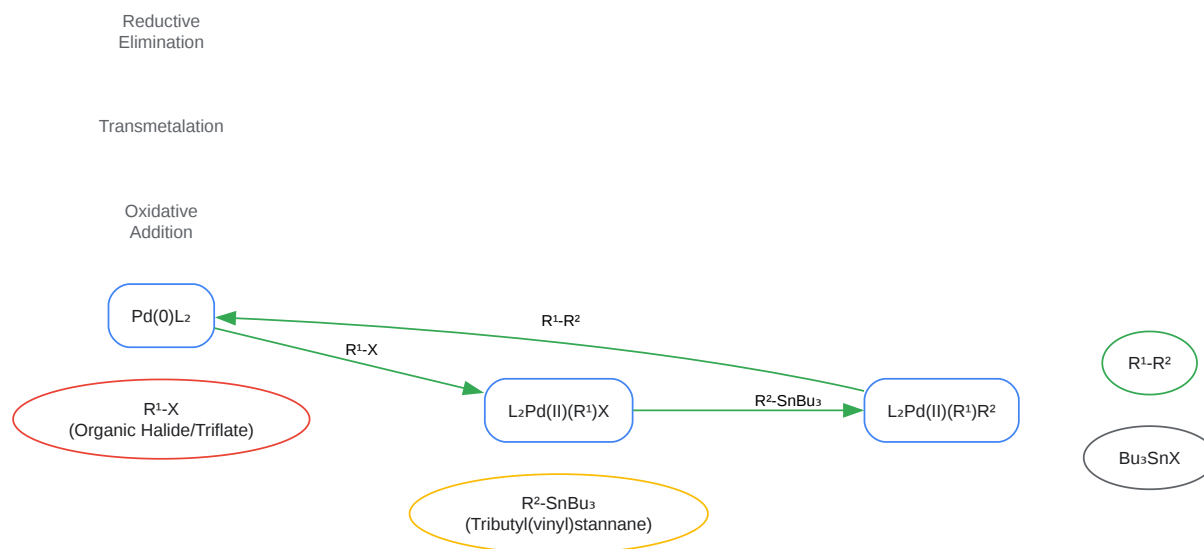 Reductive
Elimination
Transmetalation
Oxidative
Addition
Pd(0)L₂
R¹-R²
R¹-X
R¹-R²
R¹-X
(Organic Halide/Triflate)
L₂Pd(II)(R¹)X
R²-SnBu₃
L₂Pd(II)(R¹)R²
Bu₃SnX
R²-SnBu₃
(Tributyl(vinyl)stannane)